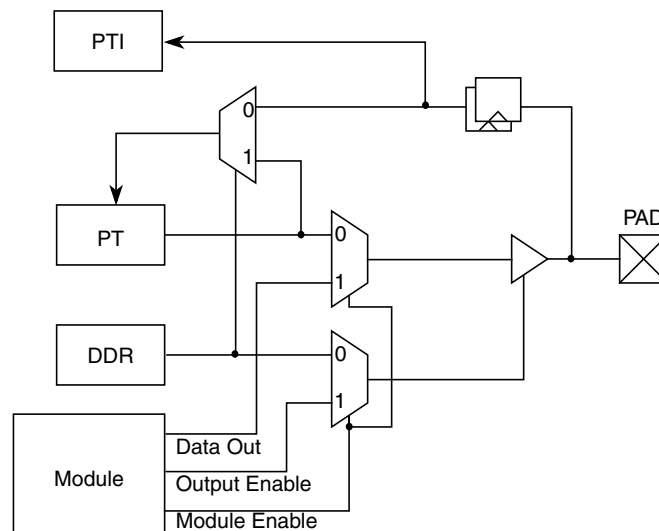 PTI
0
1
PAD
PT
0
1
DDR
0
1
Module
Data Out
Output Enable
Module Enable